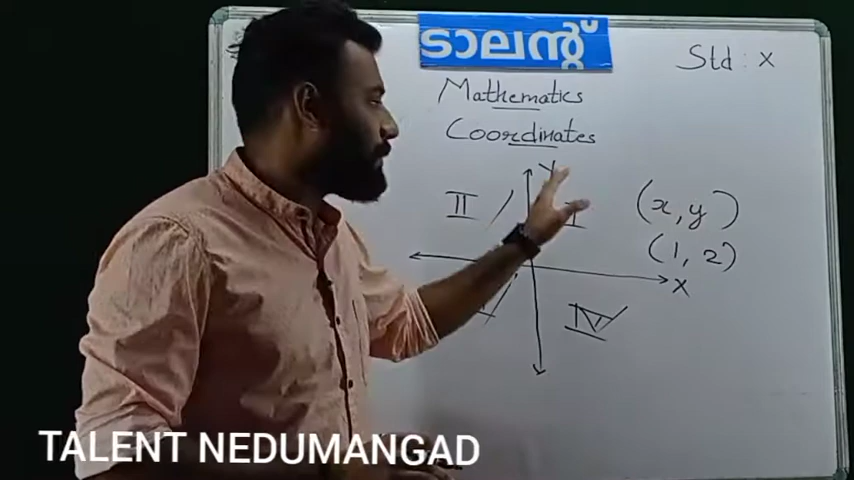 ടാലന്റ്
Std : X
Mathematics
Coordinates
Y
II
I
(x, y)
(1, 2)
X
IV
TALENT NEDUMANGAD